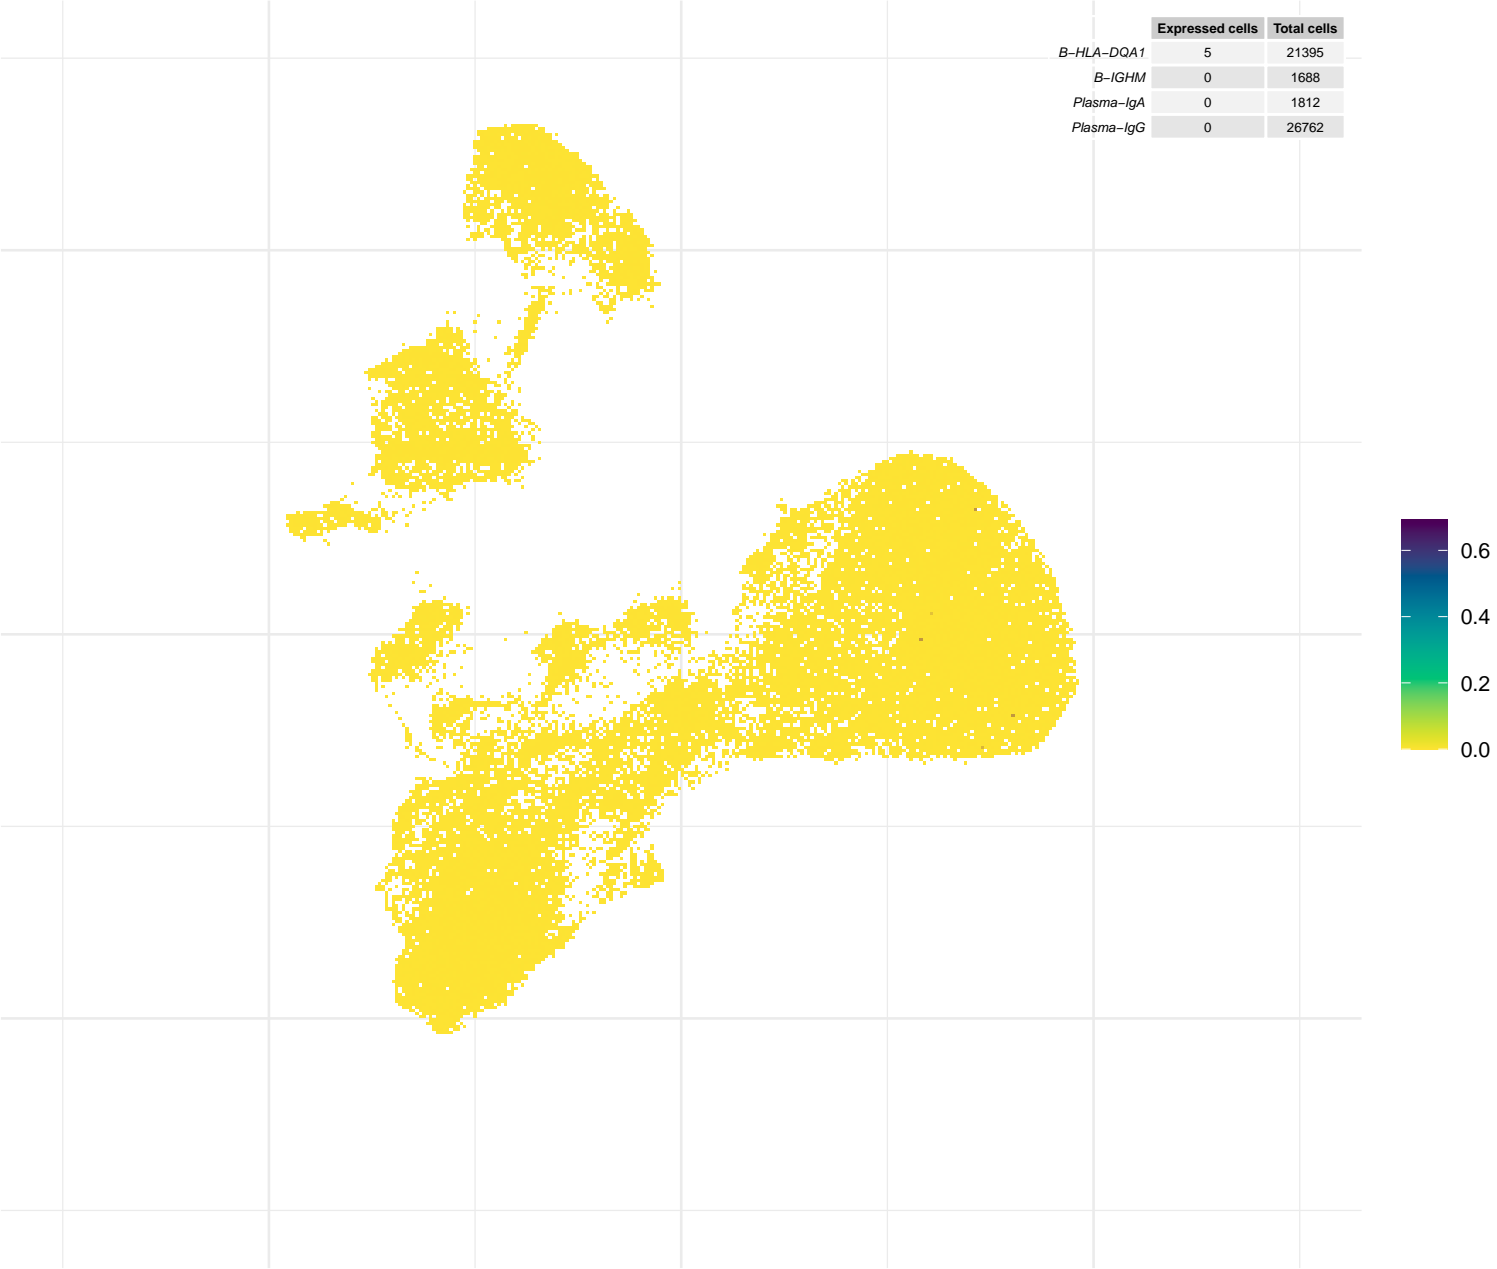 Expressed cells Total cells
B−HLA−DQA1 5 21395
B−IGHM 0 1688
Plasma−IgA 0 1812
Plasma−IgG 0 26762
0.6
0.4
0.2
0.0